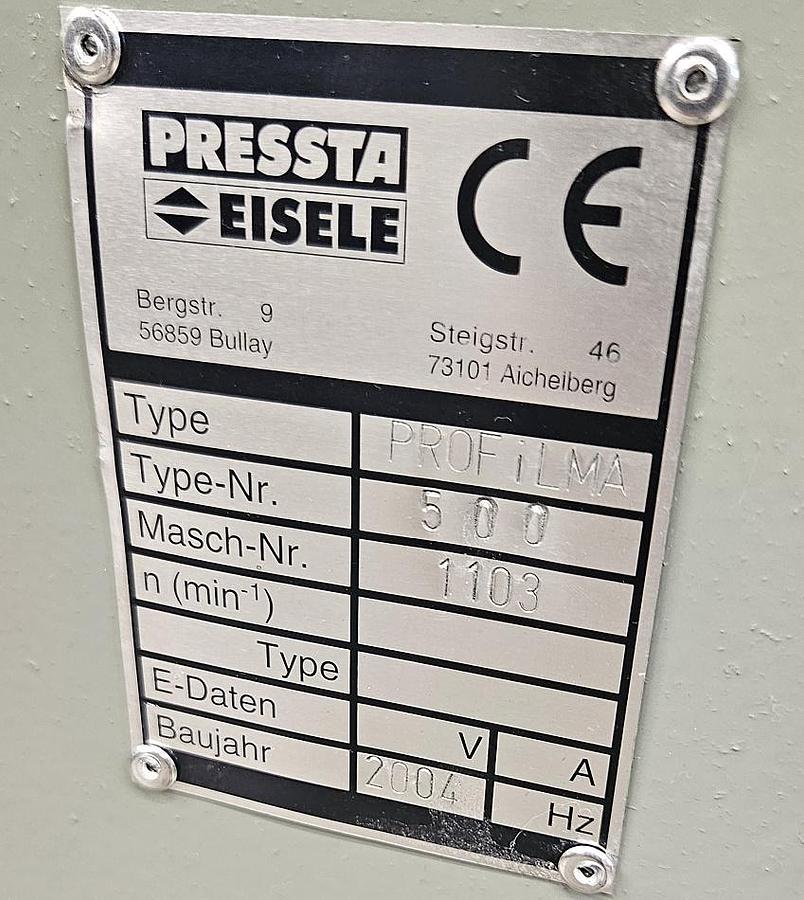 PRESSTA
EISELE
CE
Bergstr. 9
56859 Bullay
Steigstr. 46
73101 Aichelberg
Type PROFiLMA
Type-Nr. 500
Masch-Nr. 1103
n (min⁻¹)
Type
E-Daten V A
Baujahr 2004 Hz